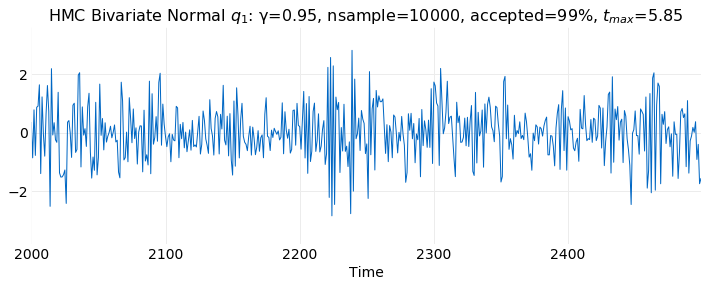 HMC Bivariate Normal q₁: γ=0.95, nsample=10000, accepted=99%, tₘₐₓ=5.85
2
0
−2
2000 2100 2200 2300 2400
Time